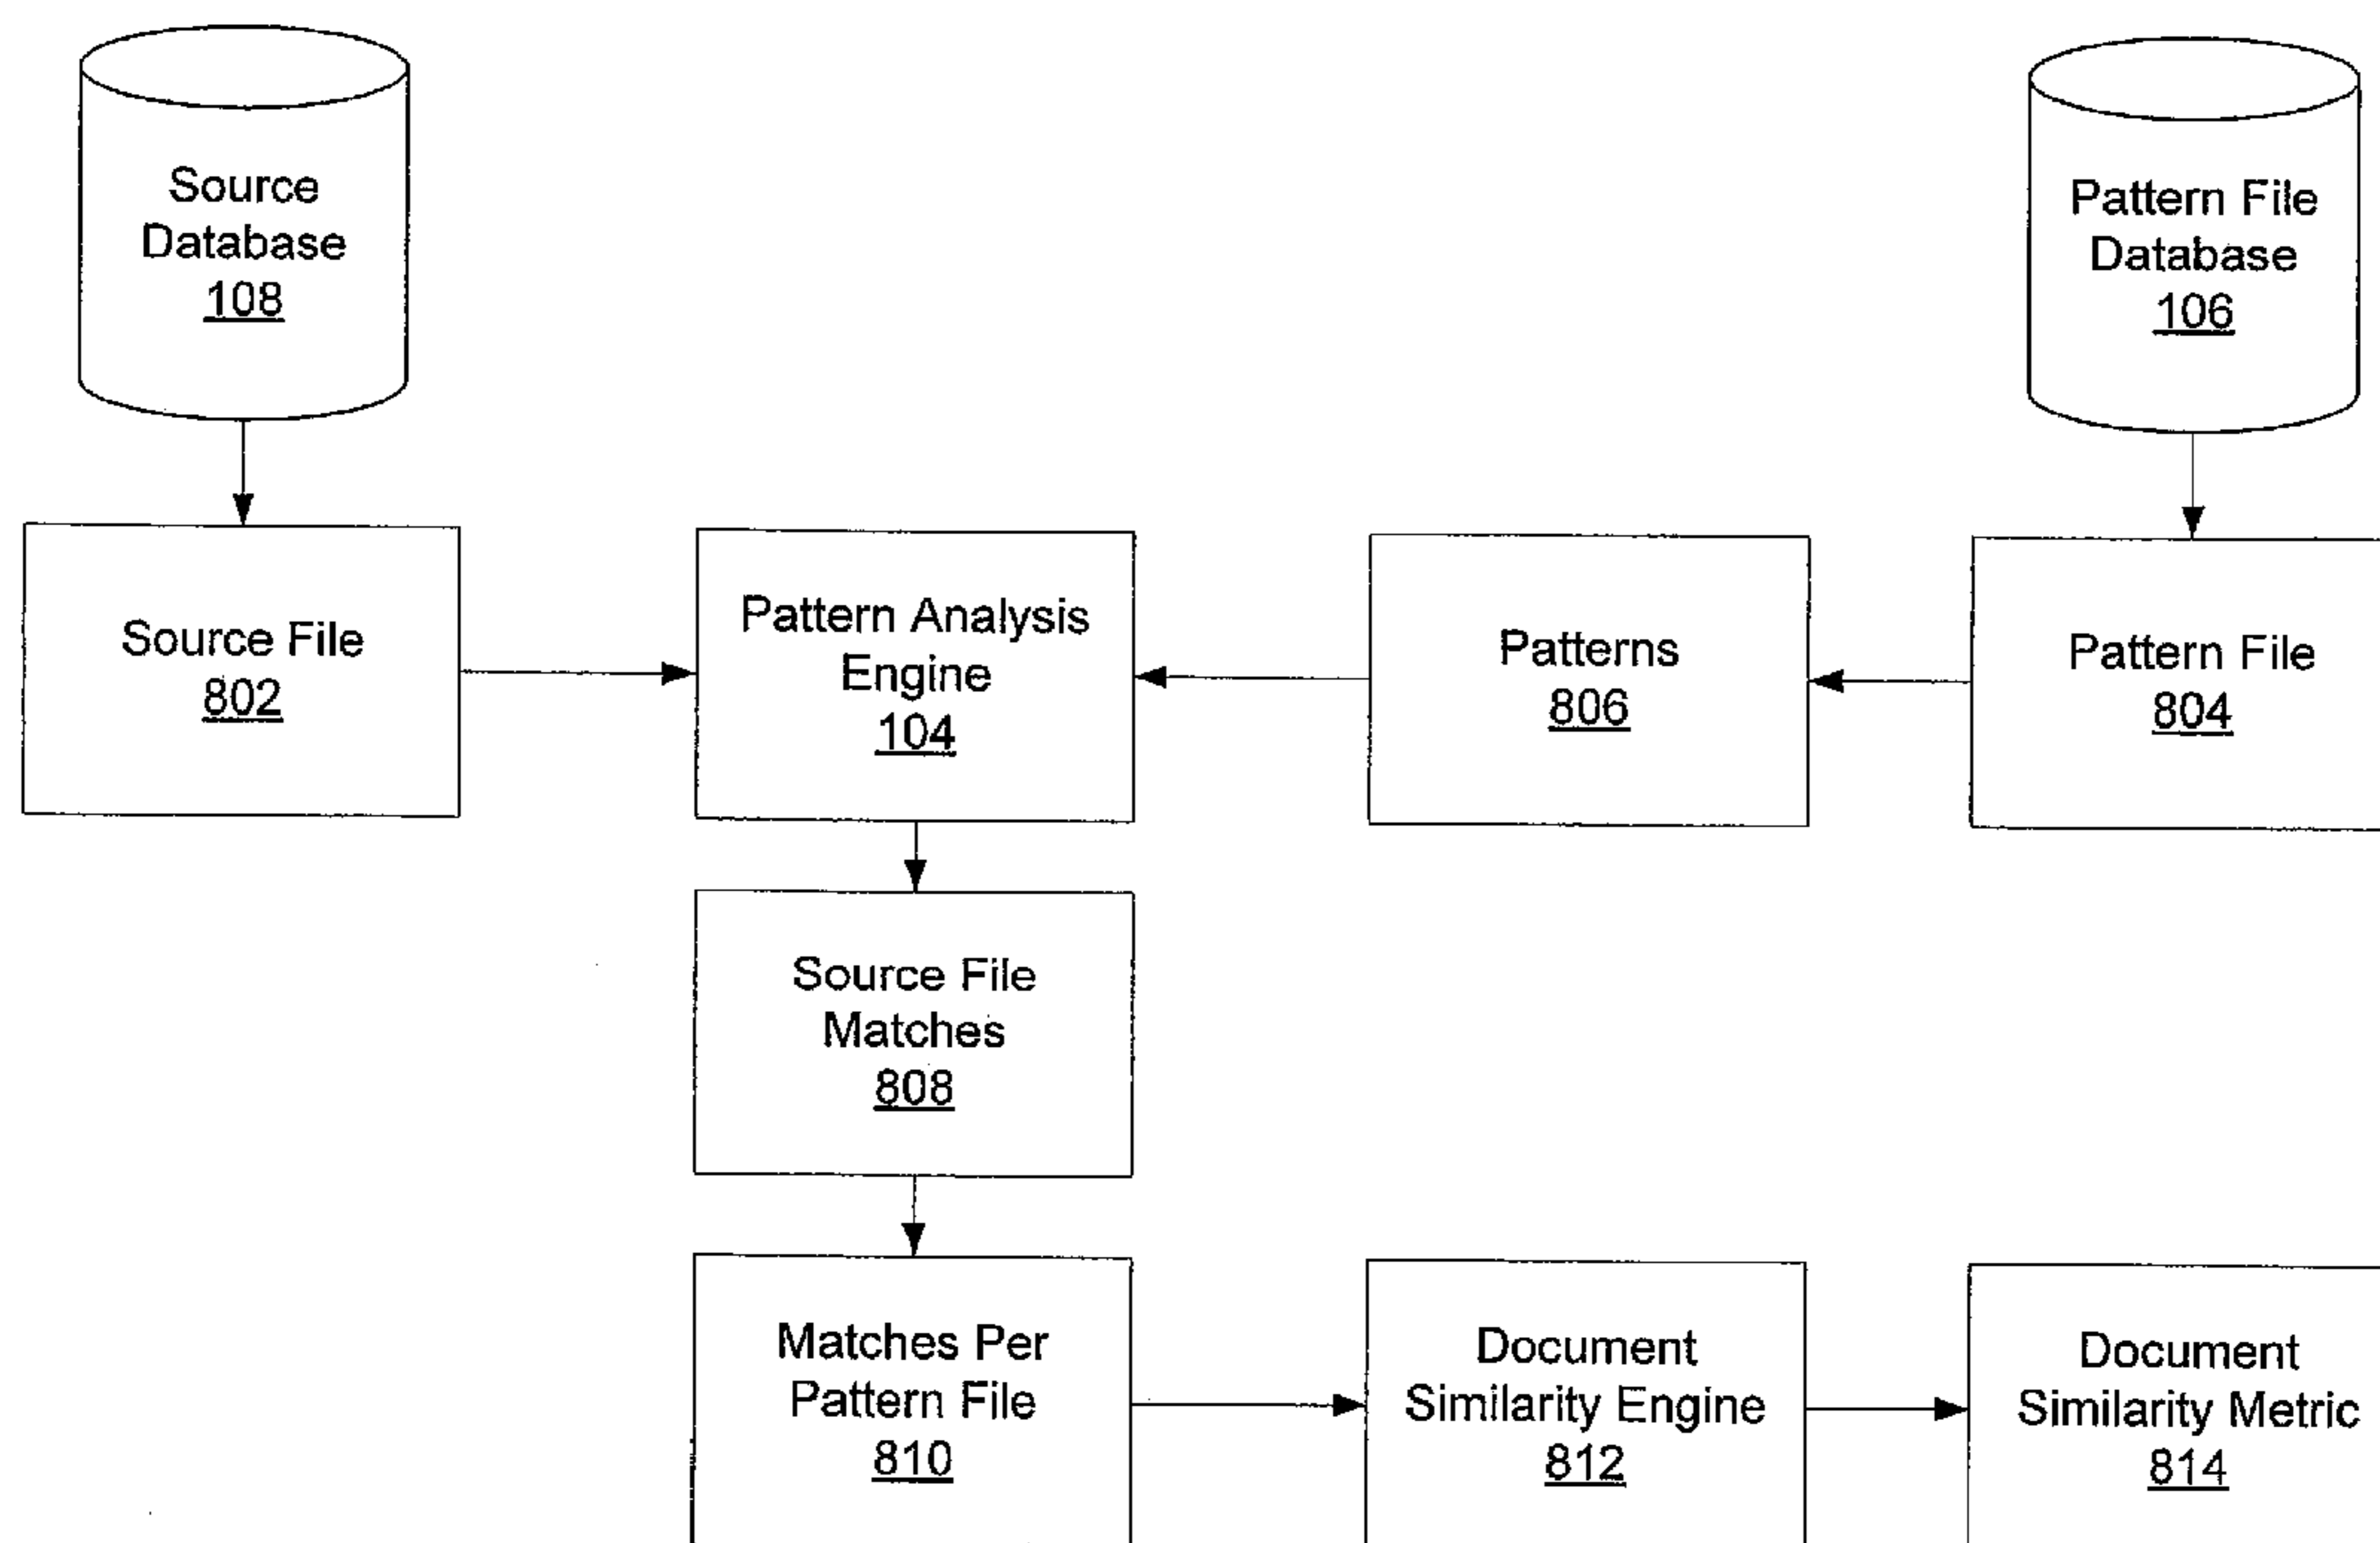 Source
Database
108
Pattern File
Database
106
Source File
802
Pattern Analysis
Engine
104
Patterns
806
Pattern File
804
Source File
Matches
808
Matches Per
Pattern File
810
Document
Similarity Engine
812
Document
Similarity Metric
814